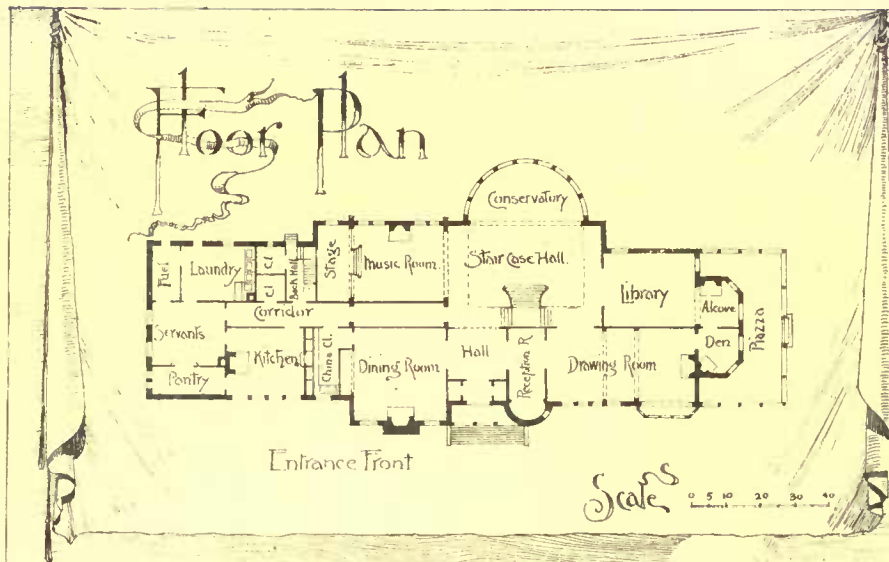 Floor Plan
Conservatory
Fuel
Laundry
Cl
Cl
Back Hall
Stage
Music Room
Stair Case Hall.
Library
Alcove
Piazza
Corridor
Servants
Kitchen
China Cl.
Dining Room
Hall
Reception R
Drawing Room
Den
Pantry
Entrance Front
Scale
0 5 10 20 30 40